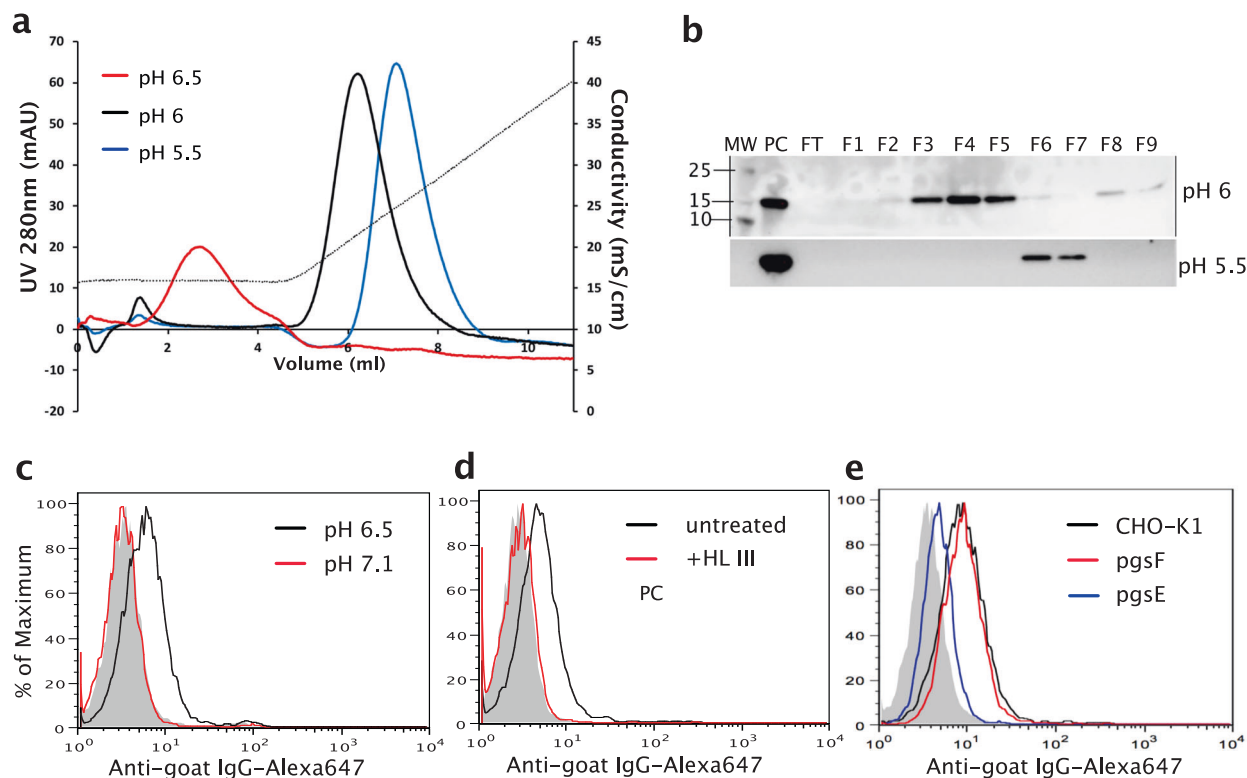 a
70
60
50
40
30
20
10
0
-10
-20
UV 280nm (mAU)
pH 6.5
pH 6
pH 5.5
0 2 4 6 8 10
Volume (ml)
45
40
35
30
25
20
15
10
5
0
Conductivity (mS/cm)
b
MW PC FT F1 F2 F3 F4 F5 F6 F7 F8 F9
25
15
10
pH 6
pH 5.5
c
% of Maximum
100
80
60
40
20
0
pH 6.5
pH 7.1
10^0 10^1 10^2 10^3 10^4
Anti-goat IgG-Alexa647
d
100
80
60
40
20
0
untreated
+HL III
PC
10^0 10^1 10^2 10^3 10^4
Anti-goat IgG-Alexa647
e
100
80
60
40
20
0
CHO-K1
pgsF
pgsE
10^0 10^1 10^2 10^3 10^4
Anti-goat IgG-Alexa647